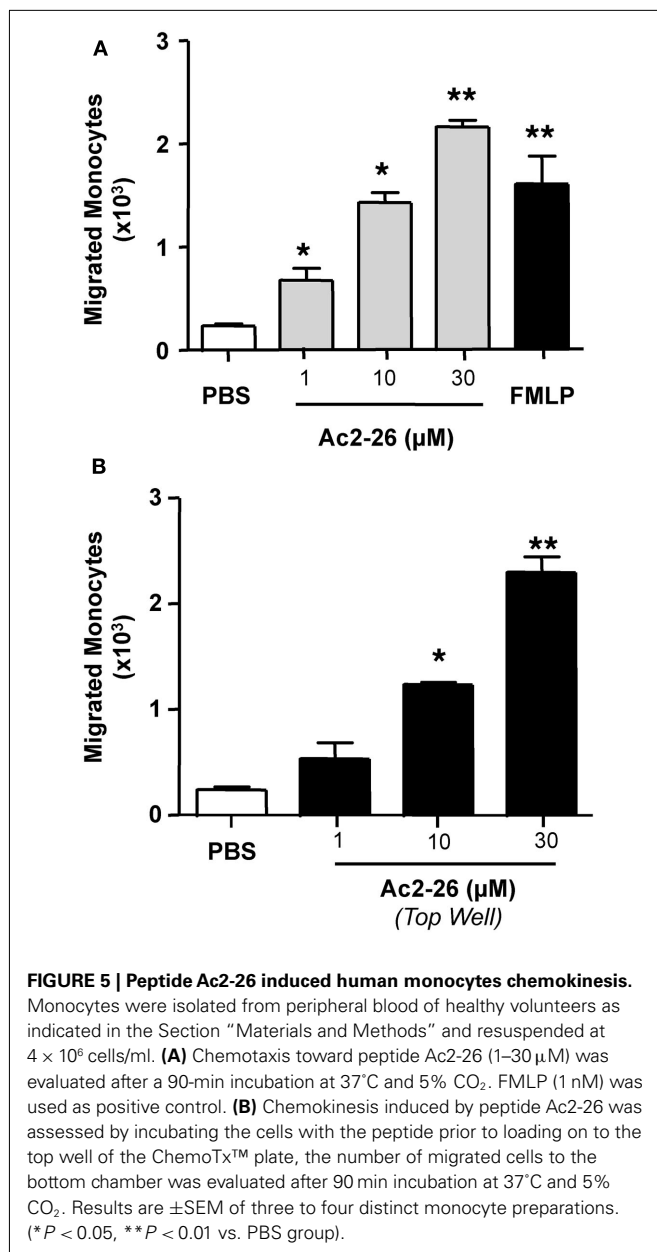 A
3
2
1
0
Migrated Monocytes
(x10³)
*
*
**
**
PBS
1
10
30
FMLP
Ac2-26 (µM)
B
3
2
1
0
Migrated Monocytes
(x10³)
*
**
PBS
1
10
30
Ac2-26 (µM)
(Top Well)
FIGURE 5 | Peptide Ac2-26 induced human monocytes chemokinesis.
Monocytes were isolated from peripheral blood of healthy volunteers as
indicated in the Section “Materials and Methods” and resuspended at
4 × 10⁶ cells/ml. (A) Chemotaxis toward peptide Ac2-26 (1–30 µM) was
evaluated after a 90-min incubation at 37˚C and 5% CO₂. FMLP (1 nM) was
used as positive control. (B) Chemokinesis induced by peptide Ac2-26 was
assessed by incubating the cells with the peptide prior to loading on to the
top well of the ChemoTx™ plate, the number of migrated cells to the
bottom chamber was evaluated after 90 min incubation at 37˚C and 5%
CO₂. Results are ±SEM of three to four distinct monocyte preparations.
(*P < 0.05, **P < 0.01 vs. PBS group).